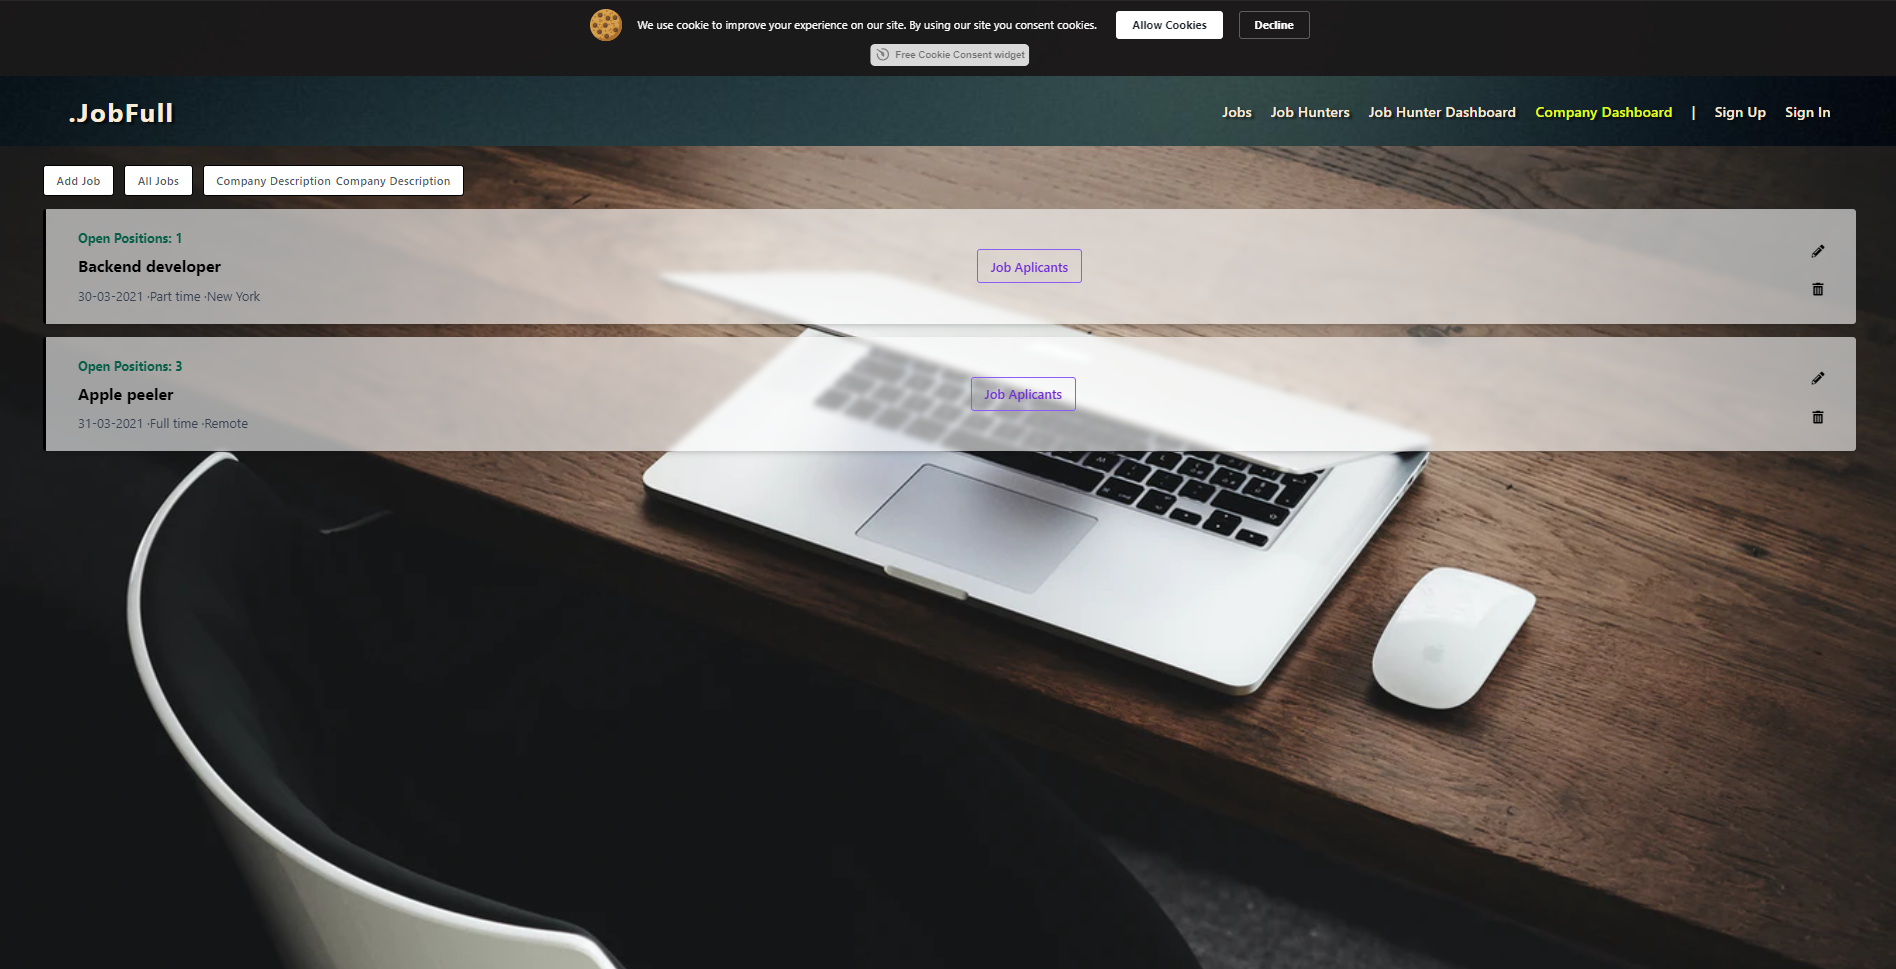 We use cookie to improve your experience on our site. By using our site you consent cookies.
Allow Cookies
Decline
Free Cookie Consent widget
.JobFull
Jobs
Job Hunters
Job Hunter Dashboard
Company Dashboard
|
Sign Up
Sign In
Add Job
All Jobs
Company Description Company Description
Open Positions: 1
Backend developer
30-03-2021 ·Part time ·New York
Job Aplicants
Open Positions: 3
Apple peeler
31-03-2021 ·Full time ·Remote
Job Aplicants